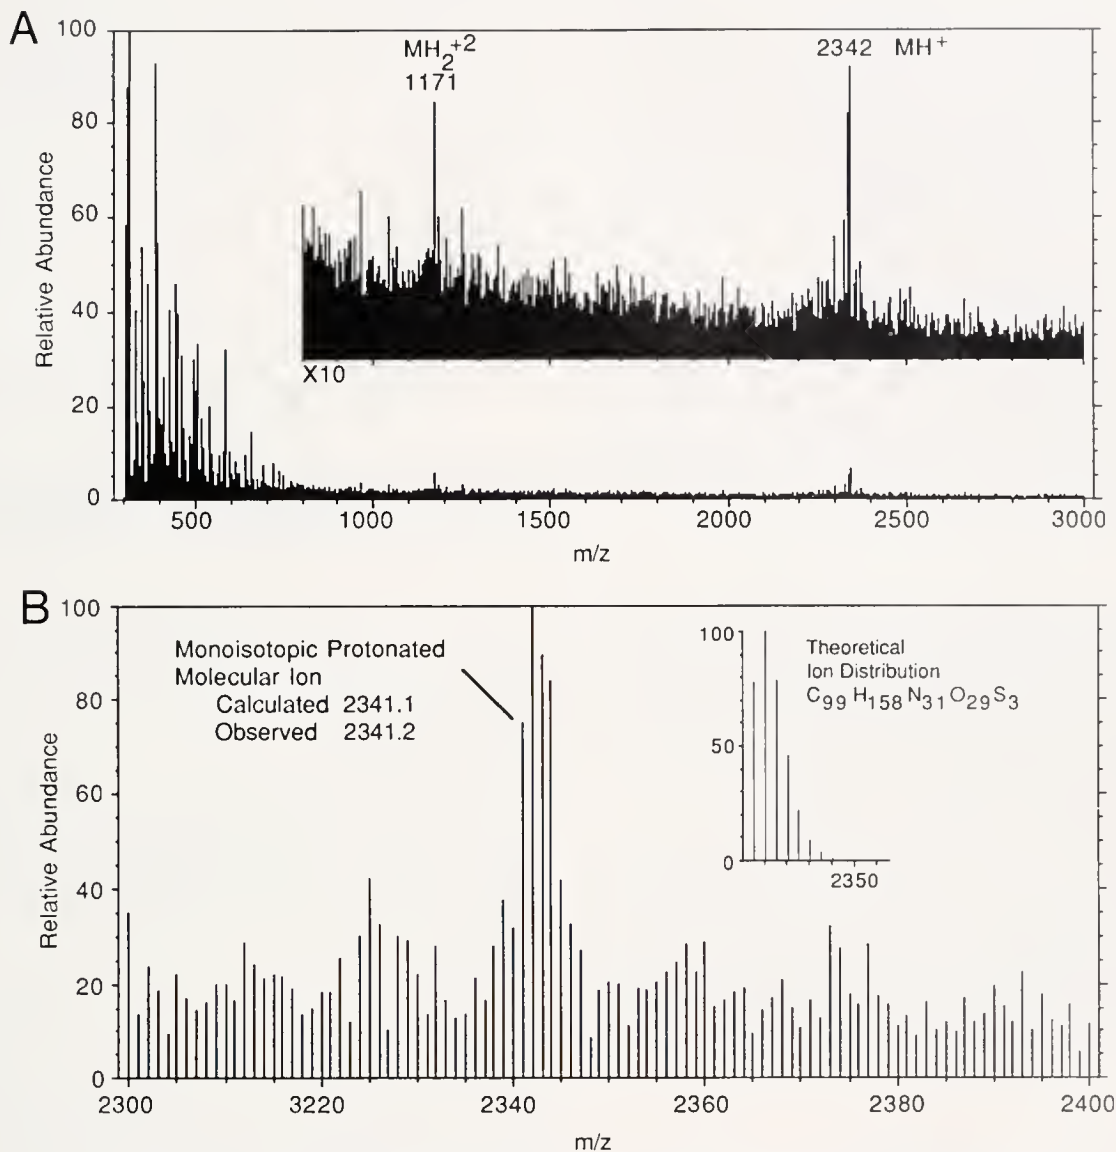 A
100
80
60
40
20
0
Relative Abundance
MH₂⁺²
1171
2342 MH⁺
X10
500 1000 1500 2000 2500 3000
m/z
B
100
80
60
40
20
0
Relative Abundance
Monoisotopic Protonated
Molecular Ion
Calculated 2341.1
Observed 2341.2
100
50
0
Theoretical
Ion Distribution
C₉₉H₁₅₈N₃₁O₂₉S₃
2350
2300 3220 2340 2360 2380 2400
m/z